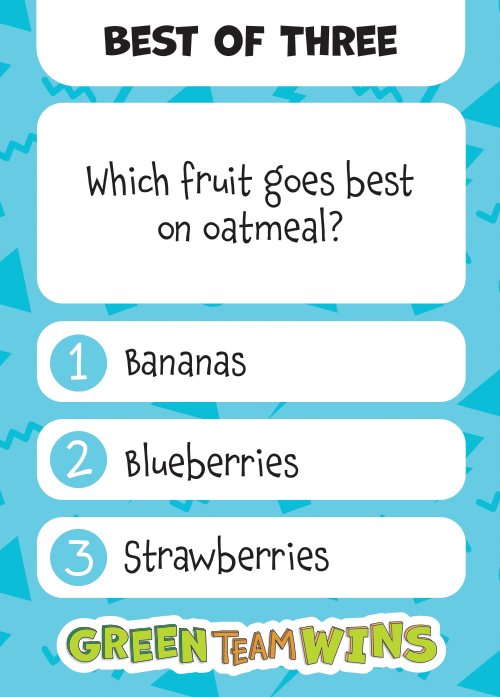 BEST OF THREE
Which fruit goes best
on oatmeal?
1 Bananas
2 Blueberries
3 Strawberries
GREEN TEAM WINS